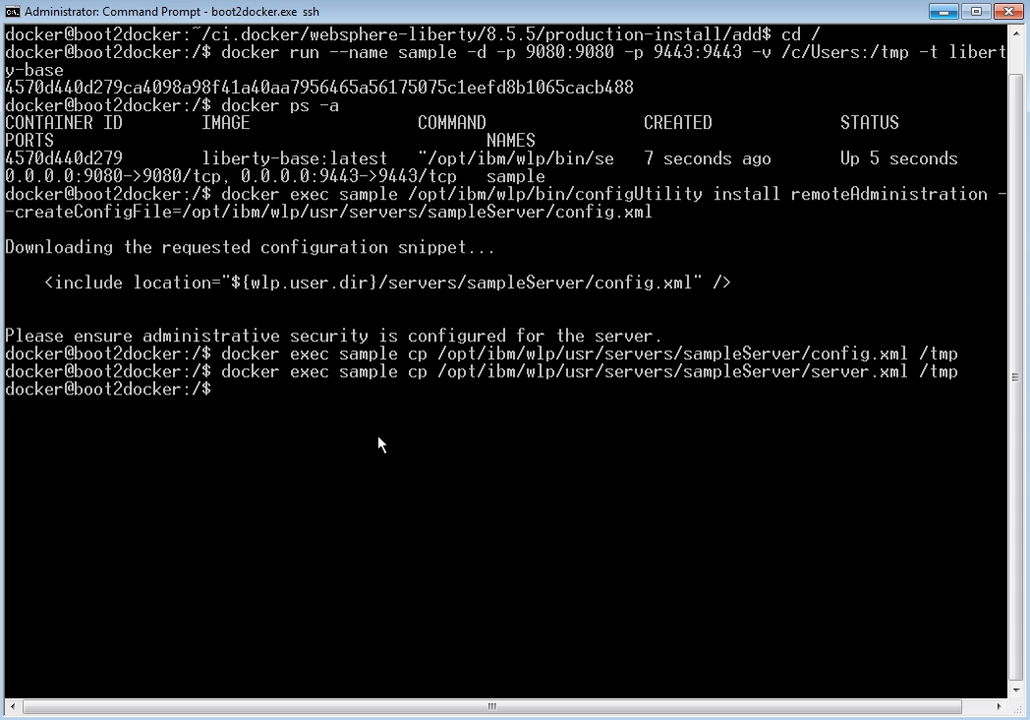 Administrator: Command Prompt - boot2docker.exe ssh
docker@boot2docker:~/ci.docker/websphere-liberty/8.5.5/production-install/add$ cd /
docker@boot2docker:/$ docker run --name sample -d -p 9080:9080 -p 9443:9443 -v /c/Users:/tmp -t libert
y-base
4570d440d279ca4098a98f41a40aa7956465a56175075c1eefd8b1065cacb488
docker@boot2docker:/$ docker ps -a
CONTAINER ID        IMAGE                 COMMAND                CREATED             STATUS
PORTS                                            NAMES
4570d440d279        liberty-base:latest   "/opt/ibm/wlp/bin/se   7 seconds ago       Up 5 seconds
0.0.0.0:9080->9080/tcp, 0.0.0.0:9443->9443/tcp   sample
docker@boot2docker:/$ docker exec sample /opt/ibm/wlp/bin/configUtility install remoteAdministration -
-createConfigFile=/opt/ibm/wlp/usr/servers/sampleServer/config.xml
Downloading the requested configuration snippet...
    <include location="${wlp.user.dir}/servers/sampleServer/config.xml" />
Please ensure administrative security is configured for the server.
docker@boot2docker:/$ docker exec sample cp /opt/ibm/wlp/usr/servers/sampleServer/config.xml /tmp
docker@boot2docker:/$ docker exec sample cp /opt/ibm/wlp/usr/servers/sampleServer/server.xml /tmp
docker@boot2docker:/$